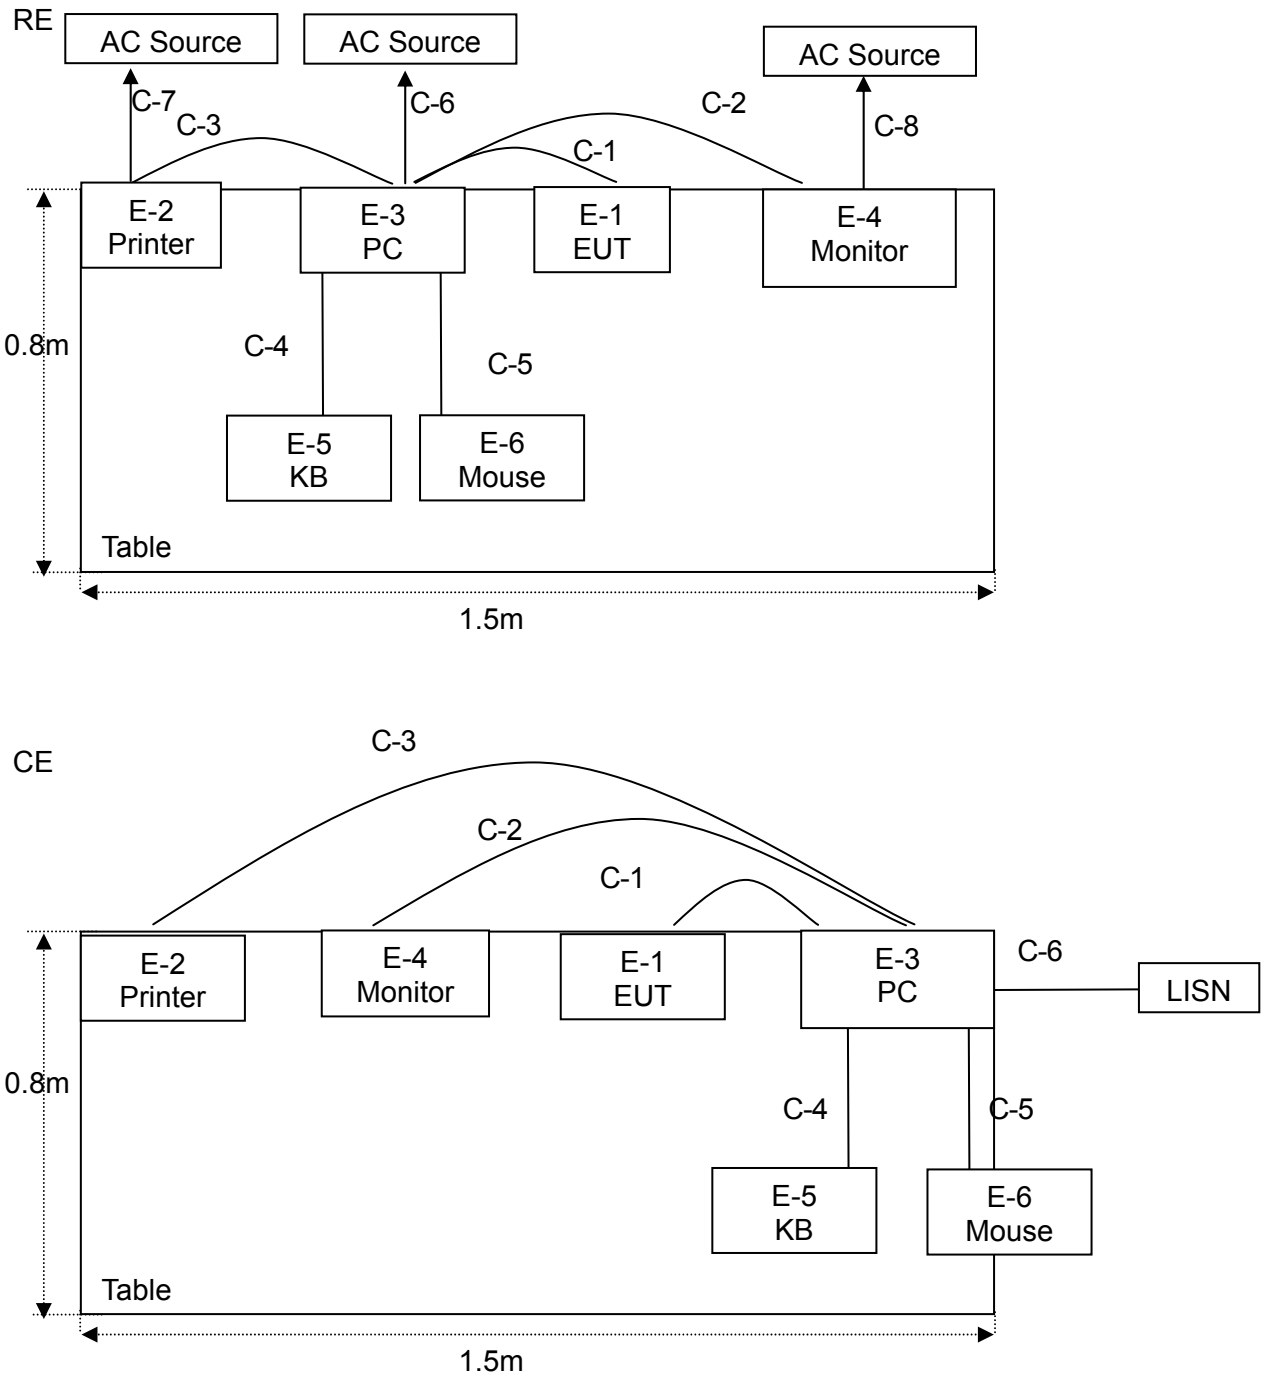 RE
AC Source
AC Source
AC Source
C-7
C-3
C-6
C-2
C-8
C-1
E-2
Printer
E-3
PC
E-1
EUT
E-4
Monitor
0.8m
C-4
C-5
E-5
KB
E-6
Mouse
Table
1.5m
CE
C-3
C-2
C-1
E-2
Printer
E-4
Monitor
E-1
EUT
E-3
PC
C-6
LISN
0.8m
C-4
C-5
E-5
KB
E-6
Mouse
Table
1.5m